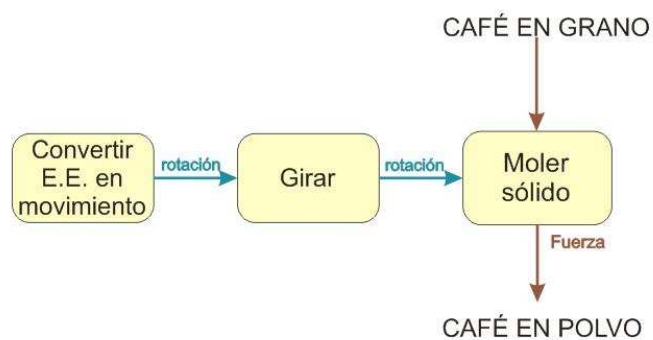 CAFÉ EN GRANO
Convertir
E.E. en
movimiento
rotación
Girar
rotación
Moler
sólido
Fuerza
CAFÉ EN POLVO